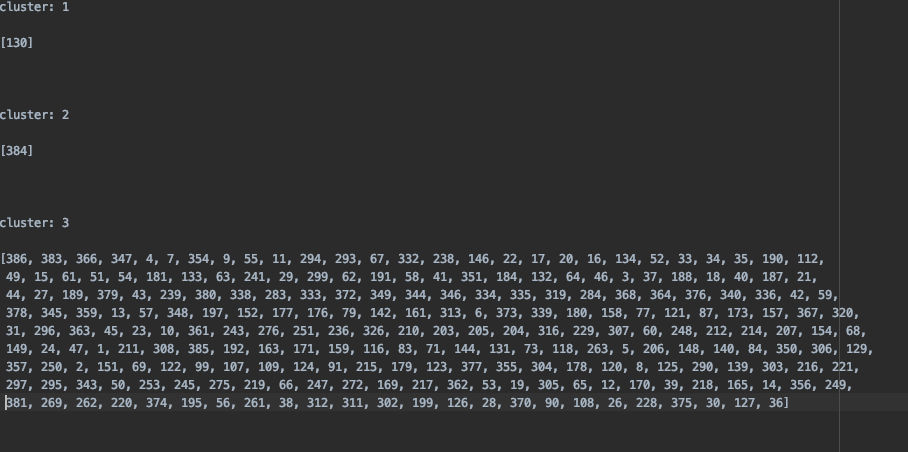 cluster: 1
[130]
cluster: 2
[384]
cluster: 3
[386, 383, 366, 347, 4, 7, 354, 9, 55, 11, 294, 293, 67, 332, 238, 146, 22, 17, 20, 16, 134, 52, 33, 34, 35, 190, 112,
49, 15, 61, 51, 54, 181, 133, 63, 241, 29, 299, 62, 191, 58, 41, 351, 184, 132, 64, 46, 3, 37, 188, 18, 40, 187, 21,
44, 27, 189, 379, 43, 239, 380, 338, 283, 333, 372, 349, 344, 346, 334, 335, 319, 284, 368, 364, 376, 340, 336, 42, 59,
378, 345, 359, 13, 57, 348, 197, 152, 177, 176, 79, 142, 161, 313, 6, 373, 339, 180, 158, 77, 121, 87, 173, 157, 367, 320,
31, 296, 363, 45, 23, 10, 361, 243, 276, 251, 236, 326, 210, 203, 205, 204, 316, 229, 307, 60, 248, 212, 214, 207, 154, 68,
149, 24, 47, 1, 211, 308, 385, 192, 163, 171, 159, 116, 83, 71, 144, 131, 73, 118, 263, 5, 206, 148, 140, 84, 350, 306, 129,
357, 250, 2, 151, 69, 122, 99, 107, 109, 124, 91, 215, 179, 123, 377, 355, 304, 178, 120, 8, 125, 290, 139, 303, 216, 221,
297, 295, 343, 50, 253, 245, 275, 219, 66, 247, 272, 169, 217, 362, 53, 19, 305, 65, 12, 170, 39, 218, 165, 14, 356, 249,
381, 269, 262, 220, 374, 195, 56, 261, 38, 312, 311, 302, 199, 126, 28, 370, 90, 108, 26, 228, 375, 30, 127, 36]